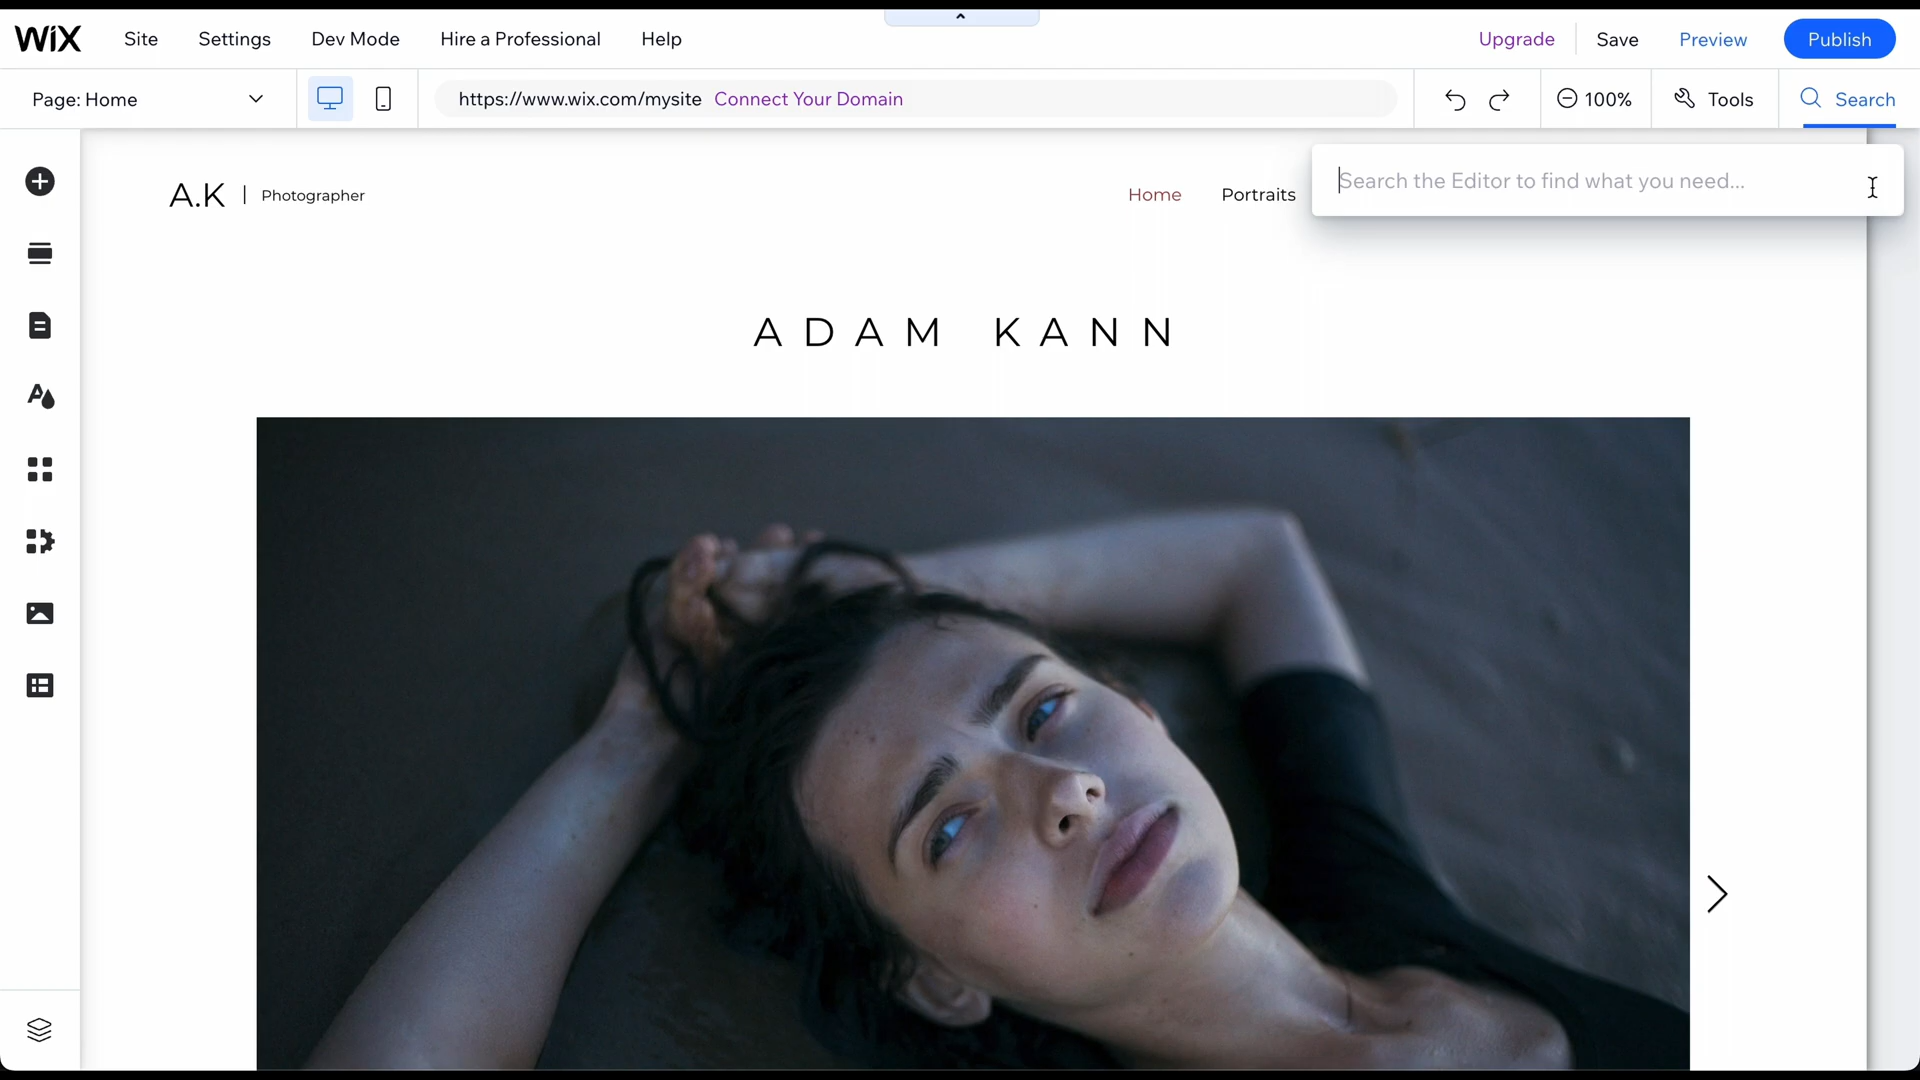 WiX Site Settings Dev Mode Hire a Professional Help Upgrade Save Preview Publish
Page: Home https://www.wix.com/mysite Connect Your Domain 100% Tools Search
Search the Editor to find what you need...
A.K | Photographer Home Portraits
ADAM KANN